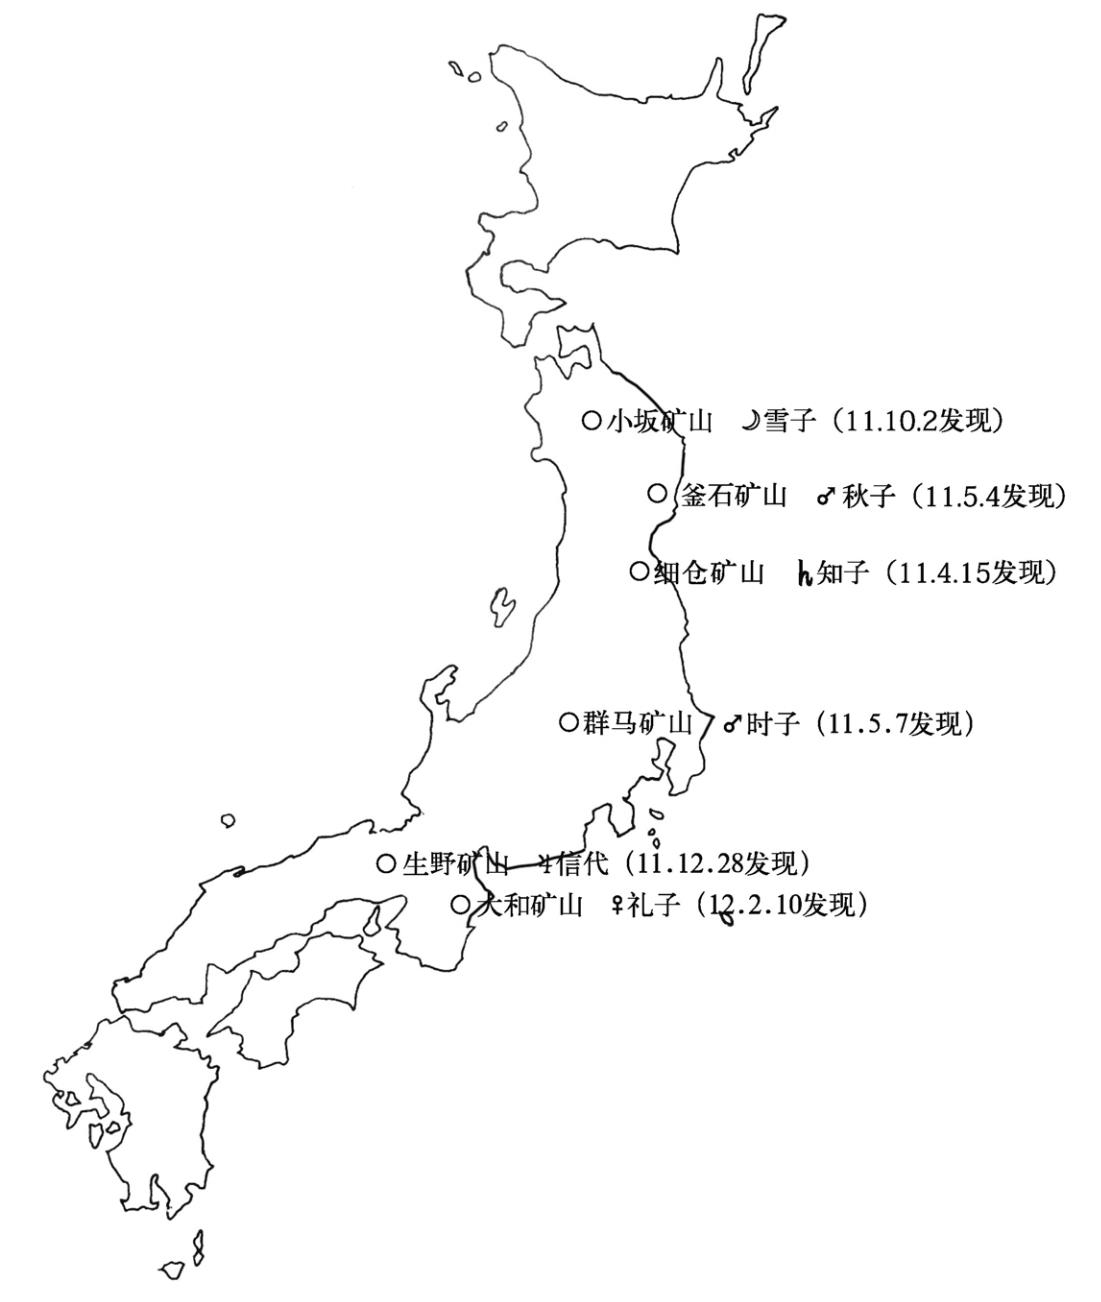 ○小坂矿山 ☽雪子（11.10.2发现）
○釜石矿山 ♂秋子（11.5.4发现）
○细仓矿山 ♄知子（11.4.15发现）
○群马矿山 ♂时子（11.5.7发现）
○生野矿山 ♃信代（11.12.28发现）
○大和矿山 ♀礼子（12.2.10发现）